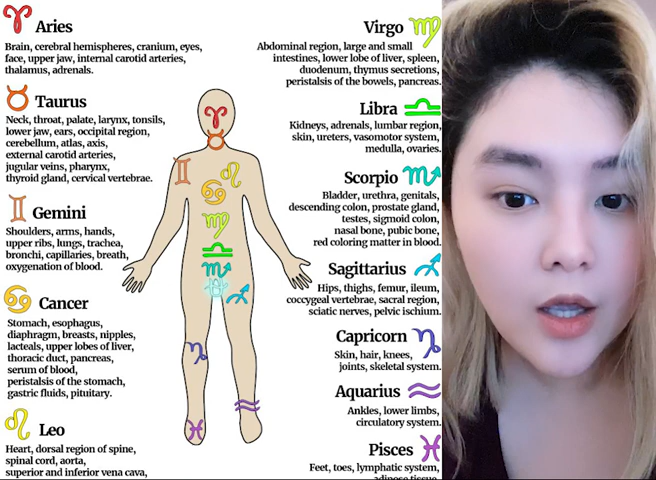 Aries
Brain, cerebral hemispheres, cranium, eyes,
face, upper jaw, internal carotid arteries,
thalamus, adrenals.
Taurus
Neck, throat, palate, larynx, tonsils,
lower jaw, ears, occipital region,
cerebellum, atlas, axis,
external carotid arteries,
jugular veins, pharynx,
thyroid gland, cervical vertebrae.
Gemini
Shoulders, arms, hands,
upper ribs, lungs, trachea,
bronchi, capillaries, breath,
oxygenation of blood.
Cancer
Stomach, esophagus,
diaphragm, breasts, nipples,
lacteals, upper lobes of liver,
thoracic duct, pancreas,
serum of blood,
peristalsis of the stomach,
gastric fluids, pituitary.
Leo
Heart, dorsal region of spine,
spinal cord, aorta,
superior and inferior vena cava,
Virgo
Abdominal region, large and small
intestines, lower lobe of liver, spleen,
duodenum, thymus secretions,
peristalsis of the bowels, pancreas.
Libra
Kidneys, adrenals, lumbar region,
skin, ureters, vasomotor system,
medulla, ovaries.
Scorpio
Bladder, urethra, genitals,
descending colon, prostate gland,
testes, sigmoid colon,
nasal bone, pubic bone,
red coloring matter in blood.
Sagittarius
Hips, thighs, femur, ileum,
coccygeal vertebrae, sacral region,
sciatic nerves, pelvic ischium.
Capricorn
Skin, hair, knees,
joints, skeletal system.
Aquarius
Ankles, lower limbs,
circulatory system.
Pisces
Feet, toes, lymphatic system,
adipose tissue.